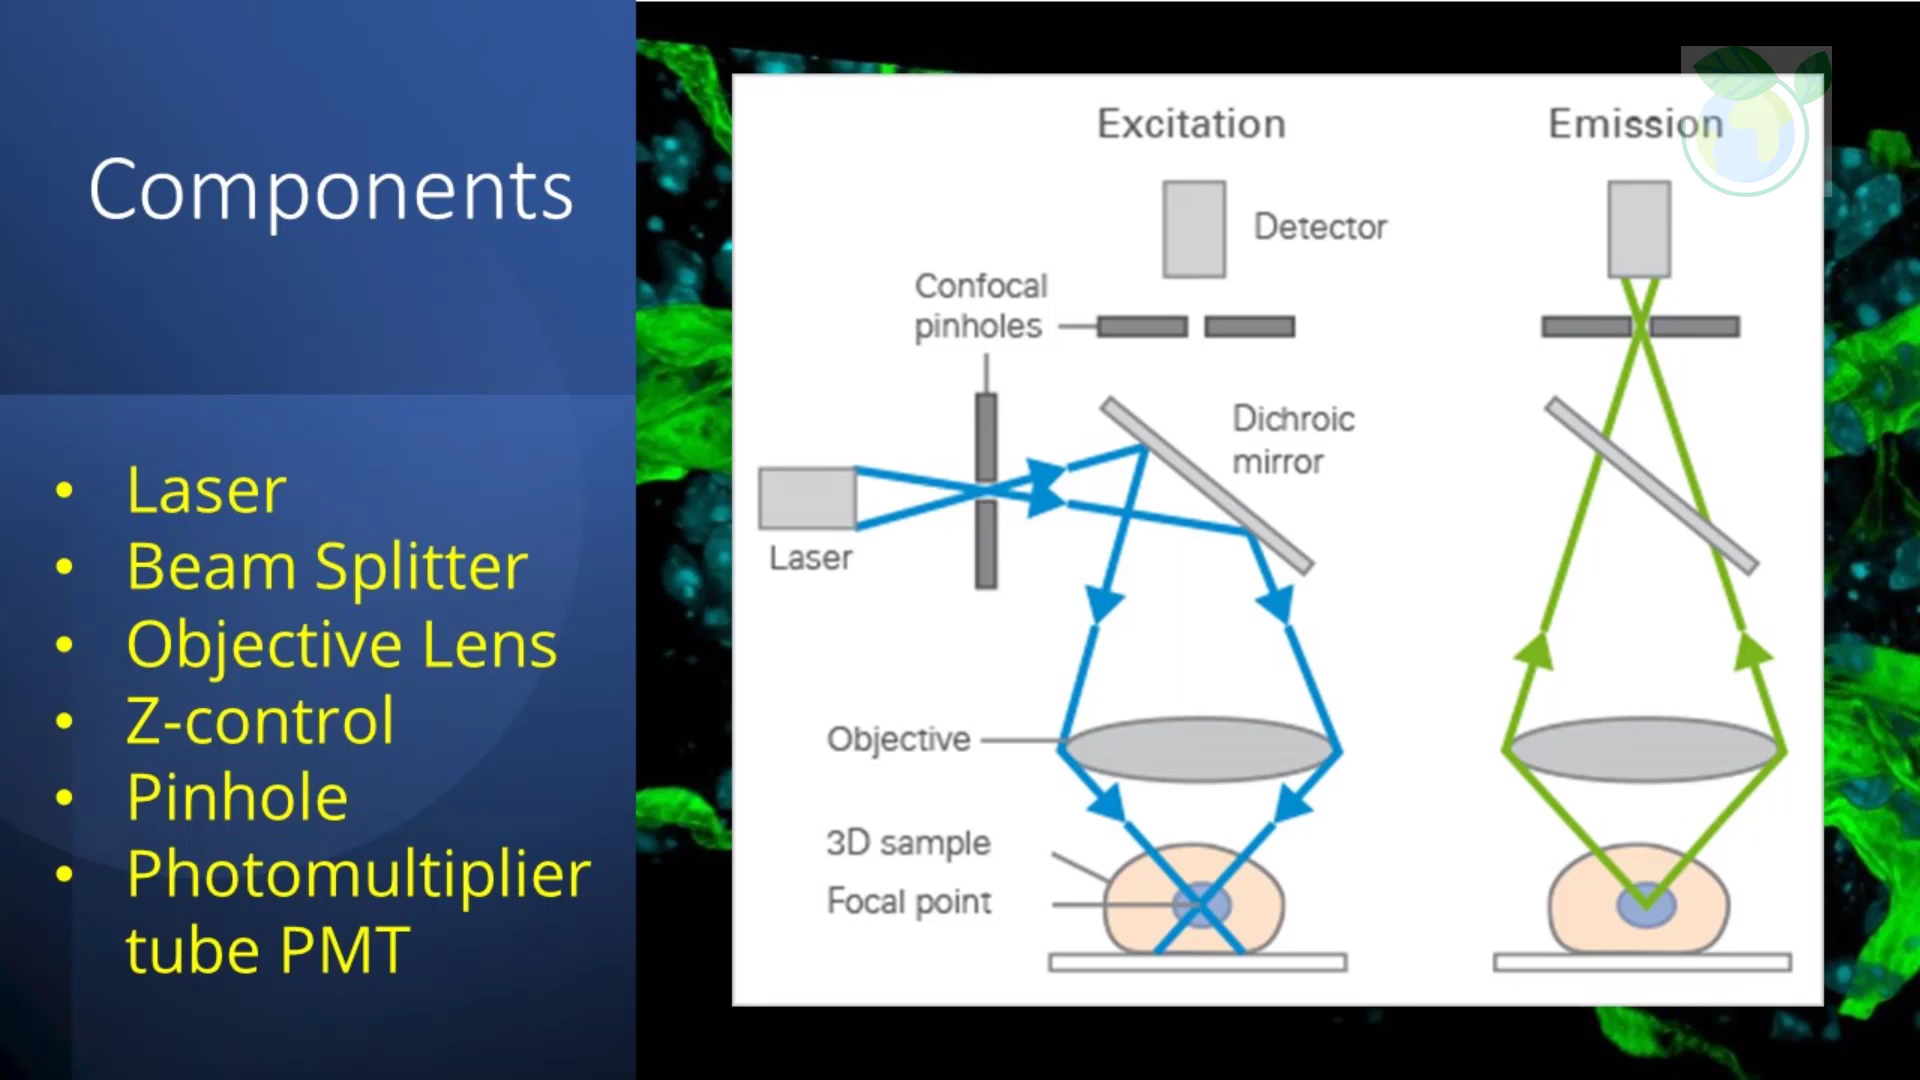 Components
• Laser
• Beam Splitter
• Objective Lens
• Z-control
• Pinhole
• Photomultiplier
tube PMT
Excitation
Emission
Detector
Confocal
pinholes
Dichroic
mirror
Laser
Objective
3D sample
Focal point